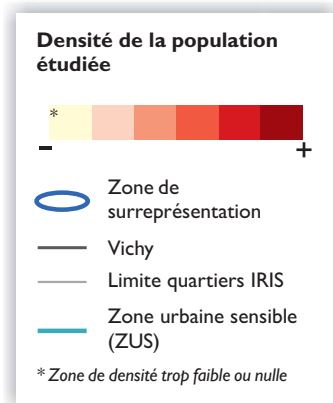 Densité de la population
étudiée
*
- +
Zone de
surreprésentation
Vichy
Limite quartiers IRIS
Zone urbaine sensible
(ZUS)
* Zone de densité trop faible ou nulle